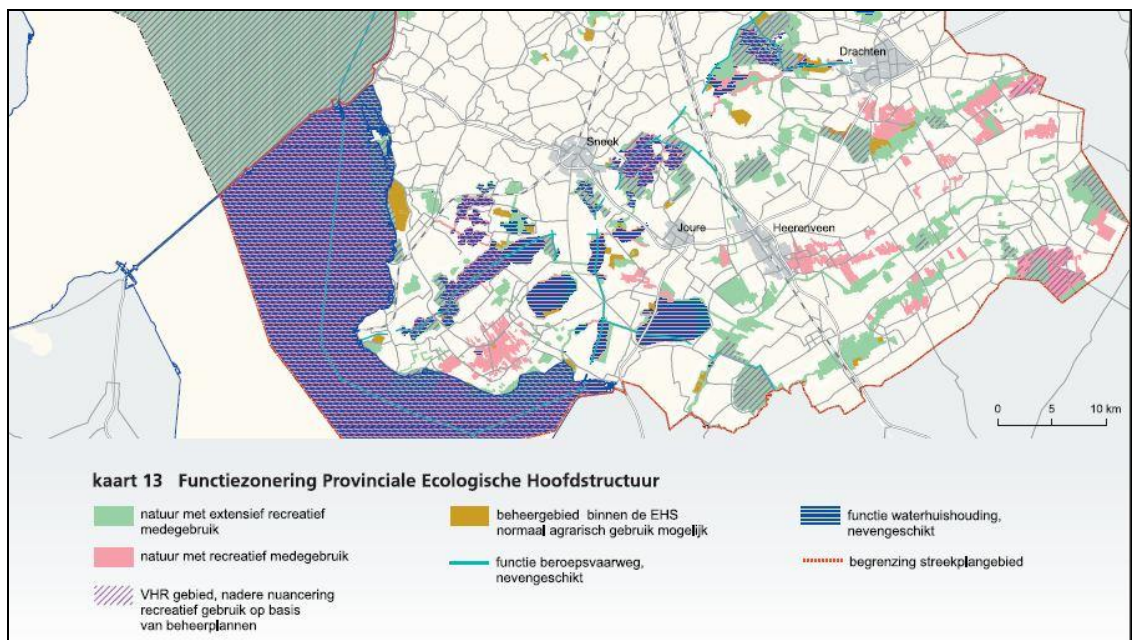 Drachten
Sneek
Joure
Heerenveen
0 5 10 km
kaart 13 Functiezonering Provinciale Ecologische Hoofdstructuur
natuur met extensief recreatief
medegebruik
natuur met recreatief medegebruik
VHR gebied, nadere nuancering
recreatief gebruik op basis
van beheerplannen
beheergebied binnen de EHS
normaal agrarisch gebruik mogelijk
functie beroepsvaarweg,
nevengeschikt
functie waterhuishouding,
nevengeschikt
begrenzing streekplangebied